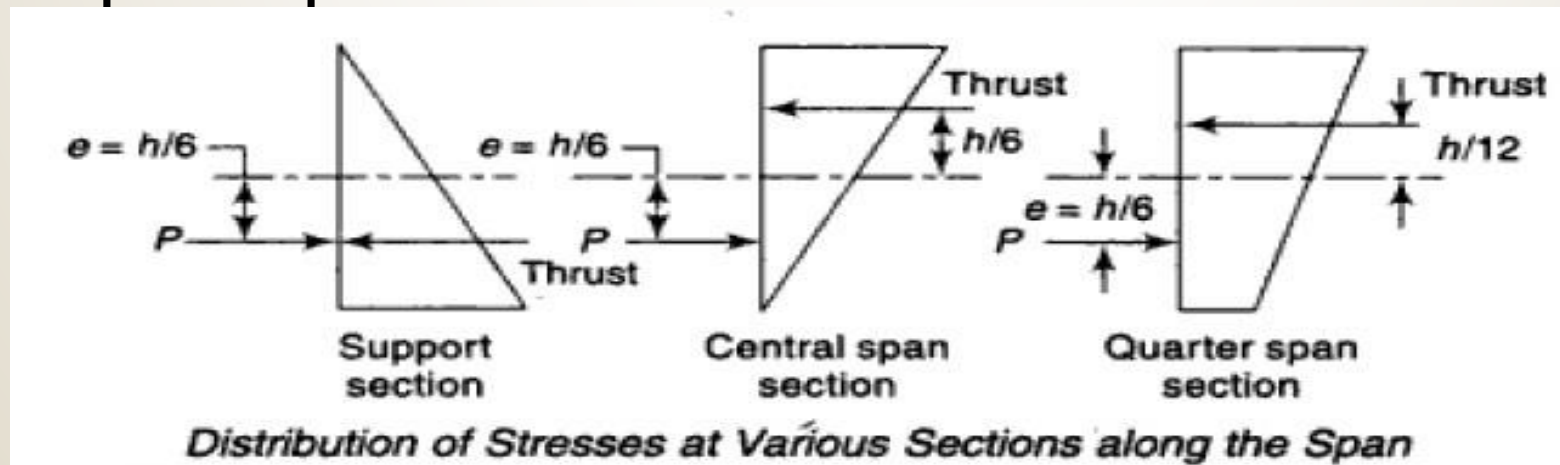 Thrust
Thrust
e = h/6
e = h/6
h/6
h/12
e = h/6
P
P
P
Thrust
Support
section
Central span
section
Quarter span
section
Distribution of Stresses at Various Sections along the Span